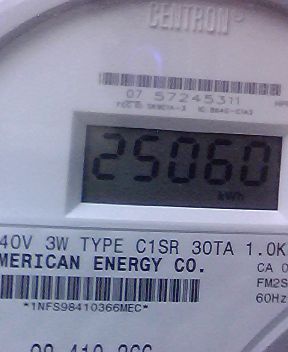 CENTRON®
07 57245311
25060
kWh
40V 3W TYPE C1SR 30TA 1.0K
MERICAN ENERGY CO.
CA 0
FM2S
60Hz
*1NFS98410366MEC*